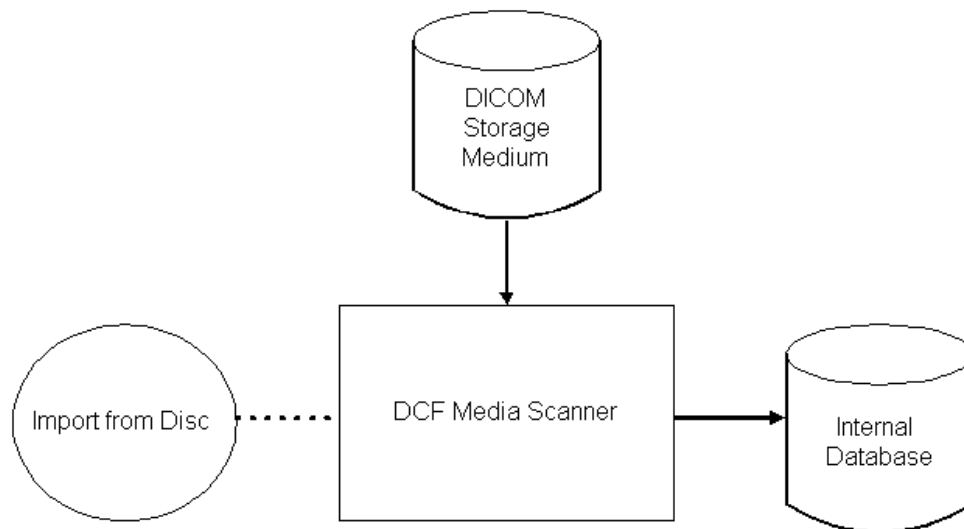 DICOM
Storage
Medium
Import from Disc
DCF Media Scanner
Internal
Database